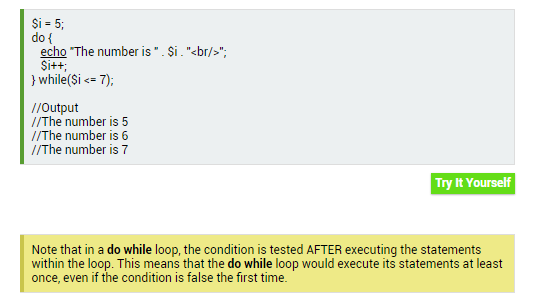 $i = 5;
do {
echo "The number is " . $i . "<br/>";
$i++;
} while($i <= 7);
//Output
//The number is 5
//The number is 6
//The number is 7
Try It Yourself
Note that in a do while loop, the condition is tested AFTER executing the statements
within the loop. This means that the do while loop would execute its statements at least
once, even if the condition is false the first time.